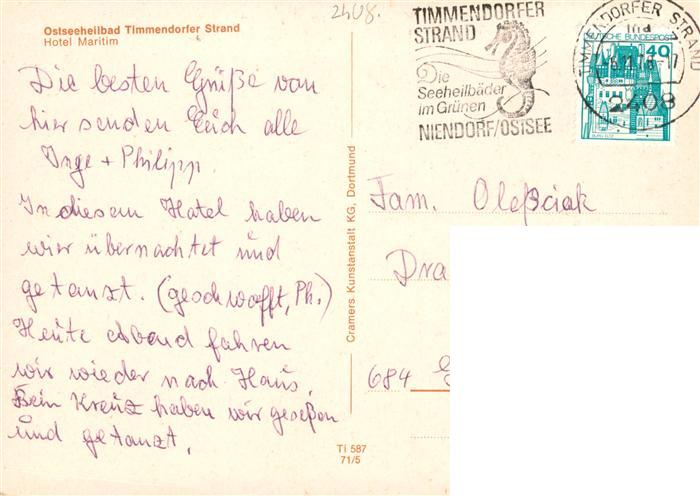 Ostseeheilbad Timmendorfer Strand
Hotel Maritim
2408.
TIMMENDORFER
STRAND
Die
Seeheilbäder
im Grünen
NIENDORF/OSTSEE
TIMMENDORFER STRAND
2408
DEUTSCHE BUNDESPOST
40
Die besten Grüße von
hier senden Euch alle
Inge + Philipp.
In diesem Hotel haben
wir übernachtet und
getanzt. (geschwofft, Ph.)
Heute abend fahren
wir wieder nach Haus.
Beim Kreuz haben wir geseßen
und getanzt.
Cramers Kunstanstalt KG, Dortmund
Ti 587
71/5
Fam. Oleßciak
Dra
684